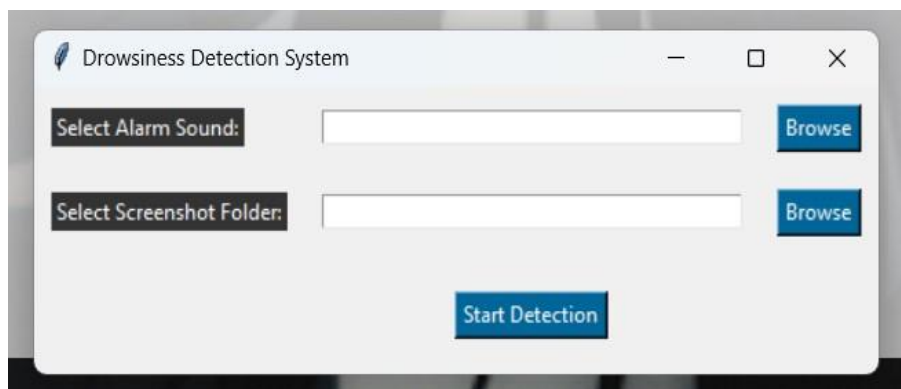 Drowsiness Detection System
Select Alarm Sound: Browse
Select Screenshot Folder: Browse
Start Detection